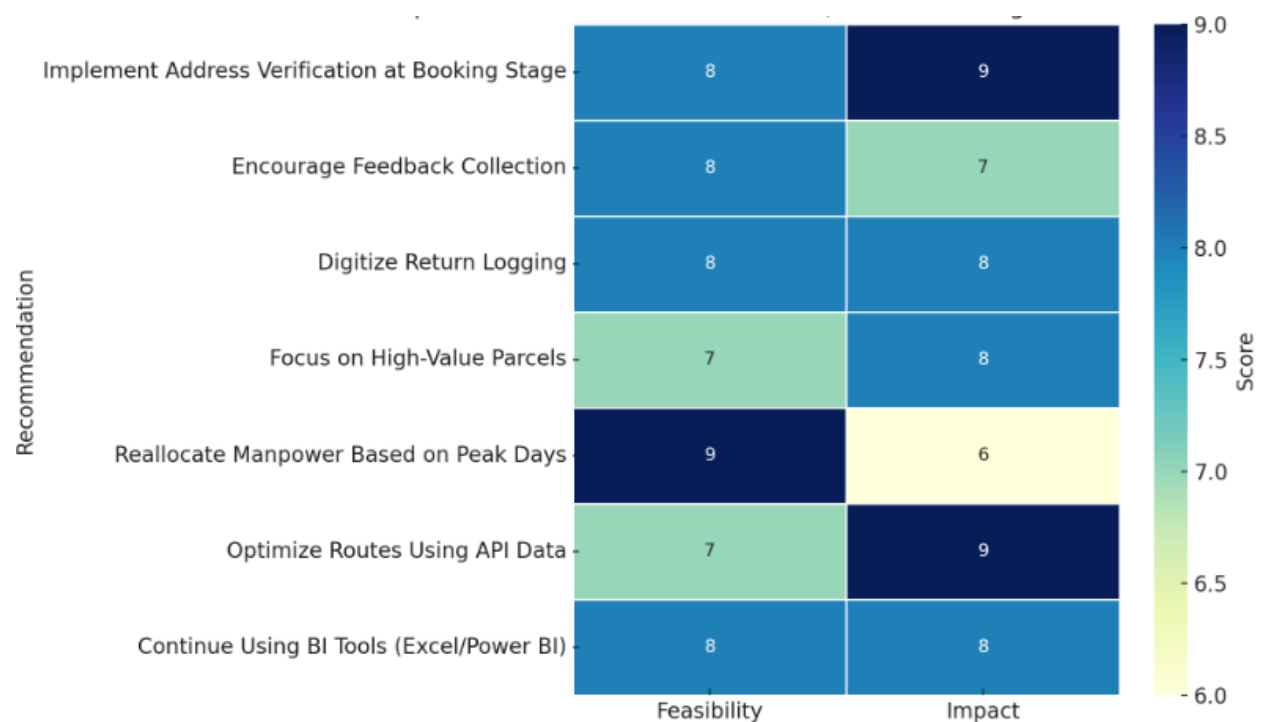 Implement Address Verification at Booking Stage 8 9 9.0
8.5
Encourage Feedback Collection 8 7
8.0
Digitize Return Logging 8 8
Recommendation
Focus on High-Value Parcels 7 8
7.5
Score
Reallocate Manpower Based on Peak Days 9 6
7.0
Optimize Routes Using API Data 7 9
6.5
Continue Using BI Tools (Excel/Power BI) 8 8
6.0
Feasibility Impact